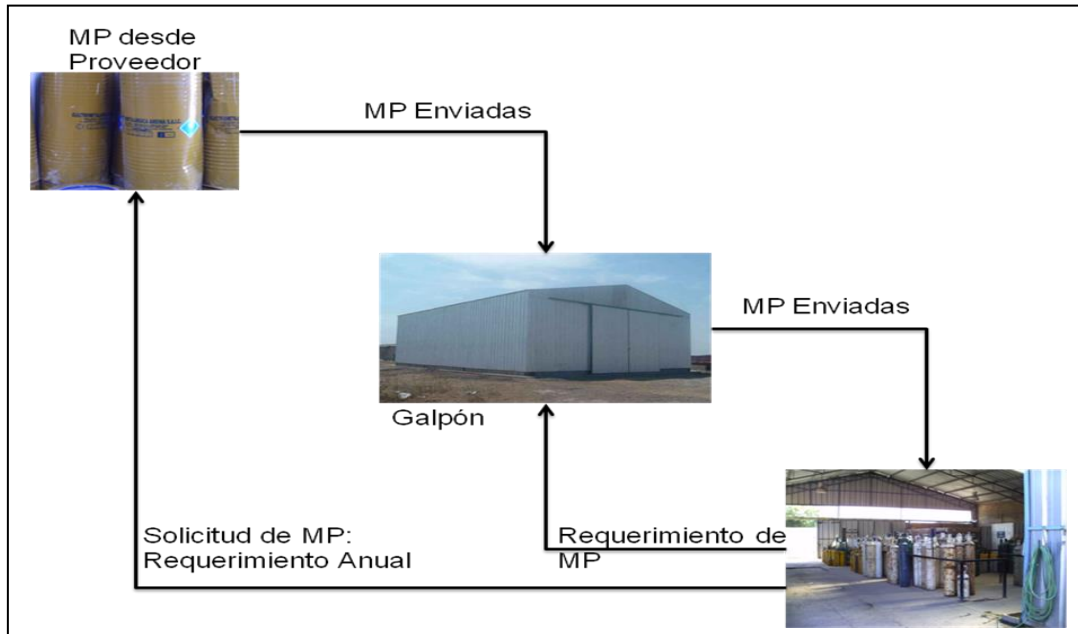 MP desde
Proveedor
MP Enviadas
MP Enviadas
Galpón
Solicitud de MP:
Requerimiento Anual
Requerimiento de
MP